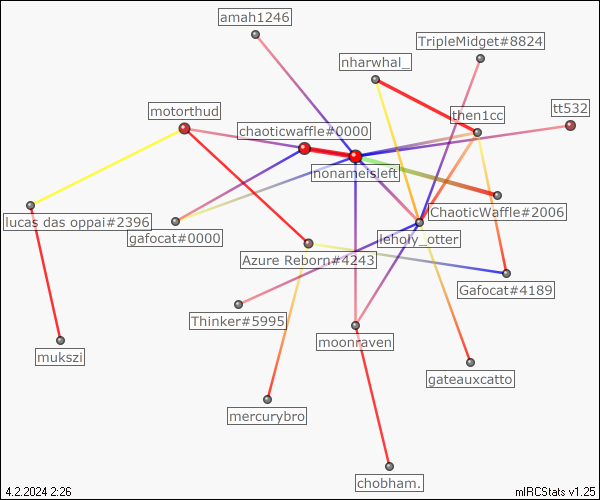 amah1246
TripleMidget#8824
nharwhal_
motorthud
tt532
then1cc
chaoticwaffle#0000
nonameisleft
lucas das oppai#2396
ChaoticWaffle#2006
gafocat#0000
leholy_otter
Azure Reborn#4243
Gafocat#4189
Thinker#5995
moonraven
mukszi
gateauxcatto
mercurybro
chobham.
4.2.2024 2:26
mIRCStats v1.25